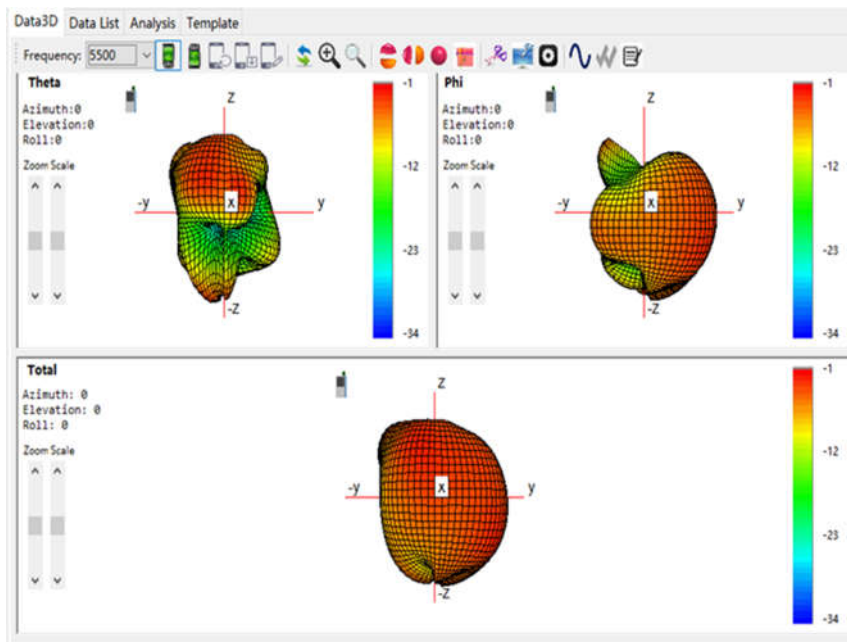 Data3D Data List Analysis Template
Frequency: 5500
Theta
Azimuth:0
Elevation:0
Roll:0
Zoom Scale
z
-y
x
y
-z
-1
-12
-23
-34
Phi
Azimuth:0
Elevation:0
Roll:0
Zoom Scale
z
-y
x
y
-z
-1
-12
-23
-34
Total
Azimuth: 0
Elevation: 0
Roll: 0
Zoom Scale
z
-y
x
y
-z
-1
-12
-23
-34